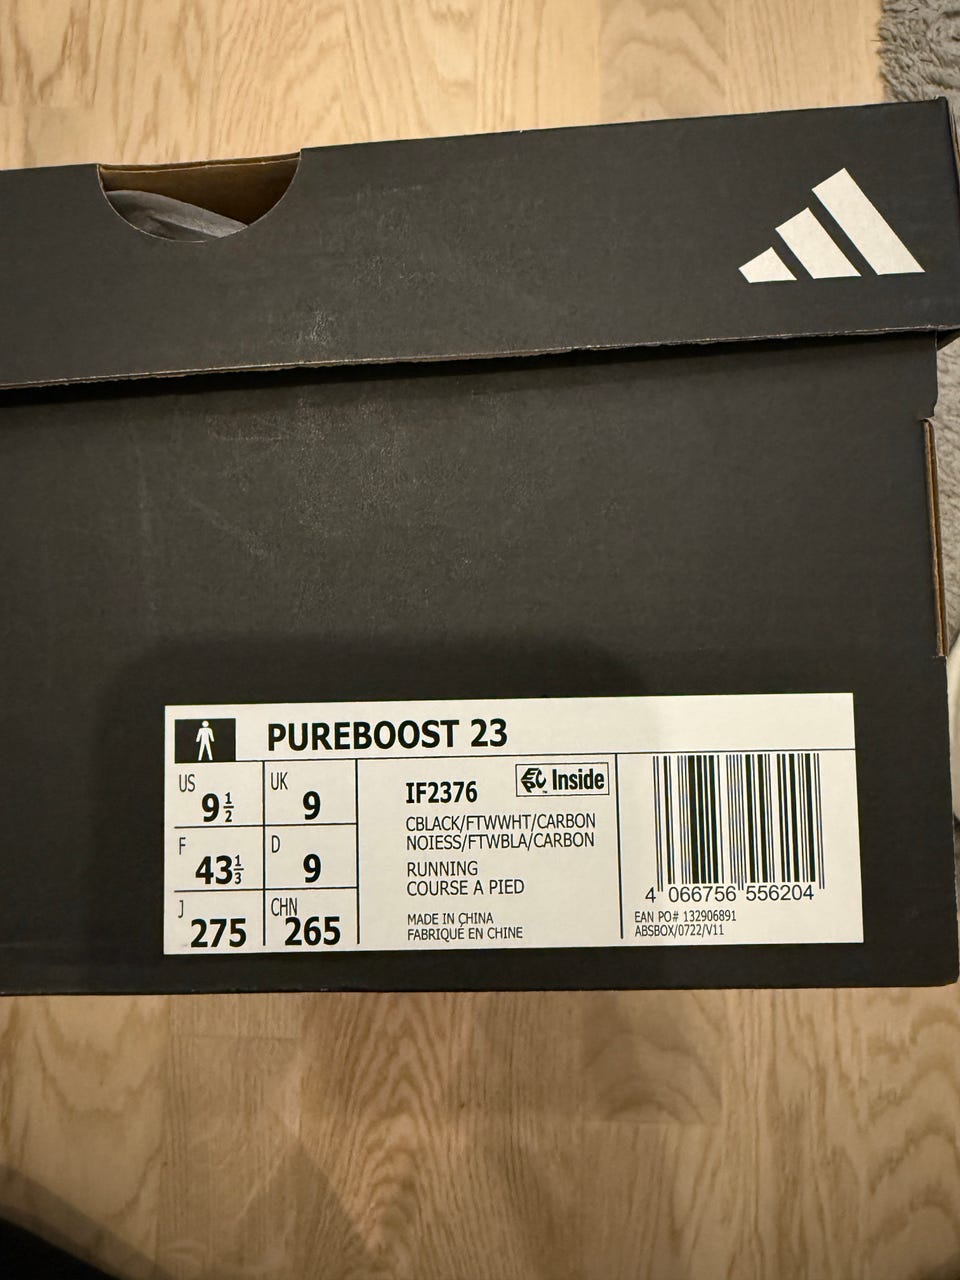 PUREBOOST 23
US 9 1/2
UK 9
F 43 1/3
D 9
J 275
CHN 265
IF2376
EC™ Inside
CBLACK/FTWWHT/CARBON
NOIESS/FTWBLA/CARBON
RUNNING
COURSE A PIED
MADE IN CHINA
FABRIQUÉ EN CHINE
4 066756 556204
EAN PO# 132906891
ABSBOX/0722/V11